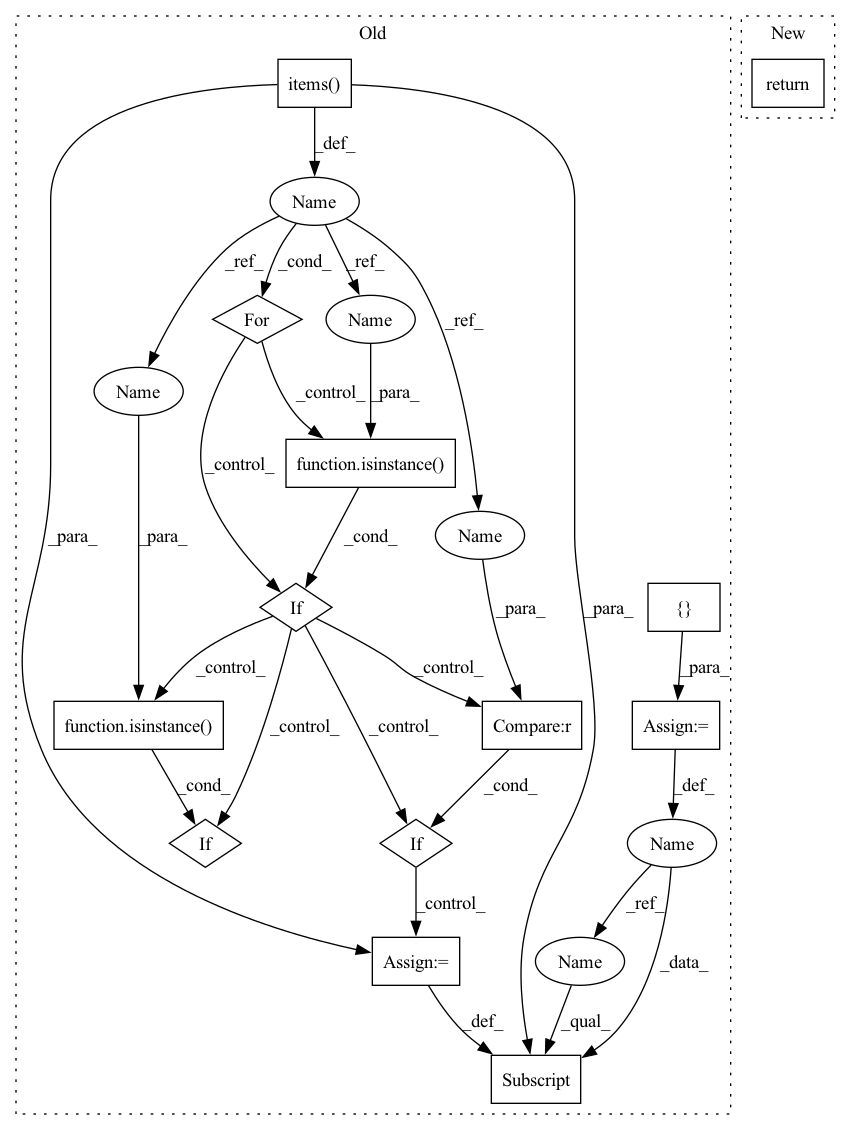 Old
New
items()
return
_def_
Name
_ref_
_cond_
_ref_
For
Name
_ref_
Name
_control_
_para_
_control_
function.isinstance()
Name
_para_
_para_
_cond_
_para_
If
{}
_para_
_control_
_control_
_para_
function.isinstance()
_control_
_control_
Compare:r
Assign:=
_cond_
_cond_
_def_
If
If
Name
_control_
_ref_
Assign:=
Name
_data_
_def_
_qual_
Subscript